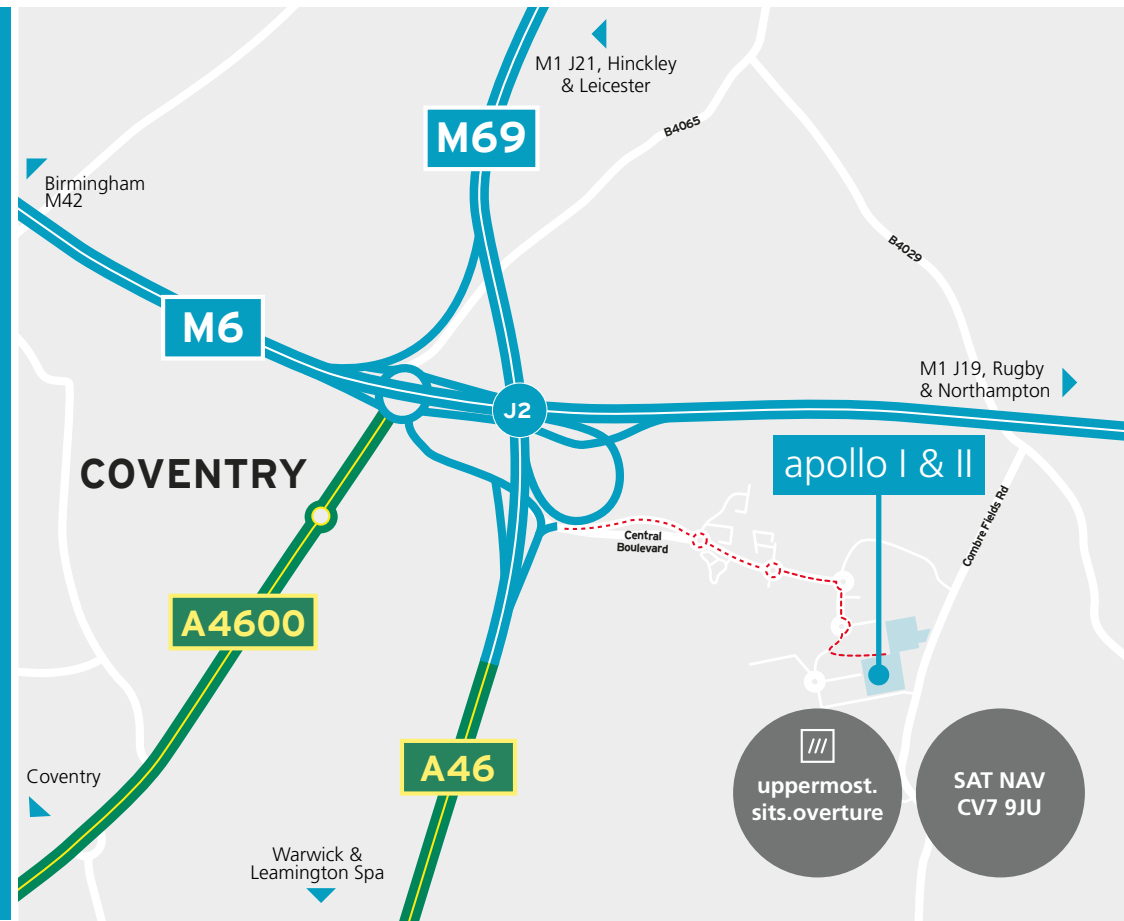 M1 J21, Hinckley
& Leicester
M69
B4065
Birmingham
M42
B4029
M6
M1 J19, Rugby
& Northampton
J2
COVENTRY
apollo I & II
Combre Fields Rd
Central
Boulevard
A4600
A46
Coventry
Warwick &
Leamington Spa
///
uppermost.
sits.overture
SAT NAV
CV7 9JU